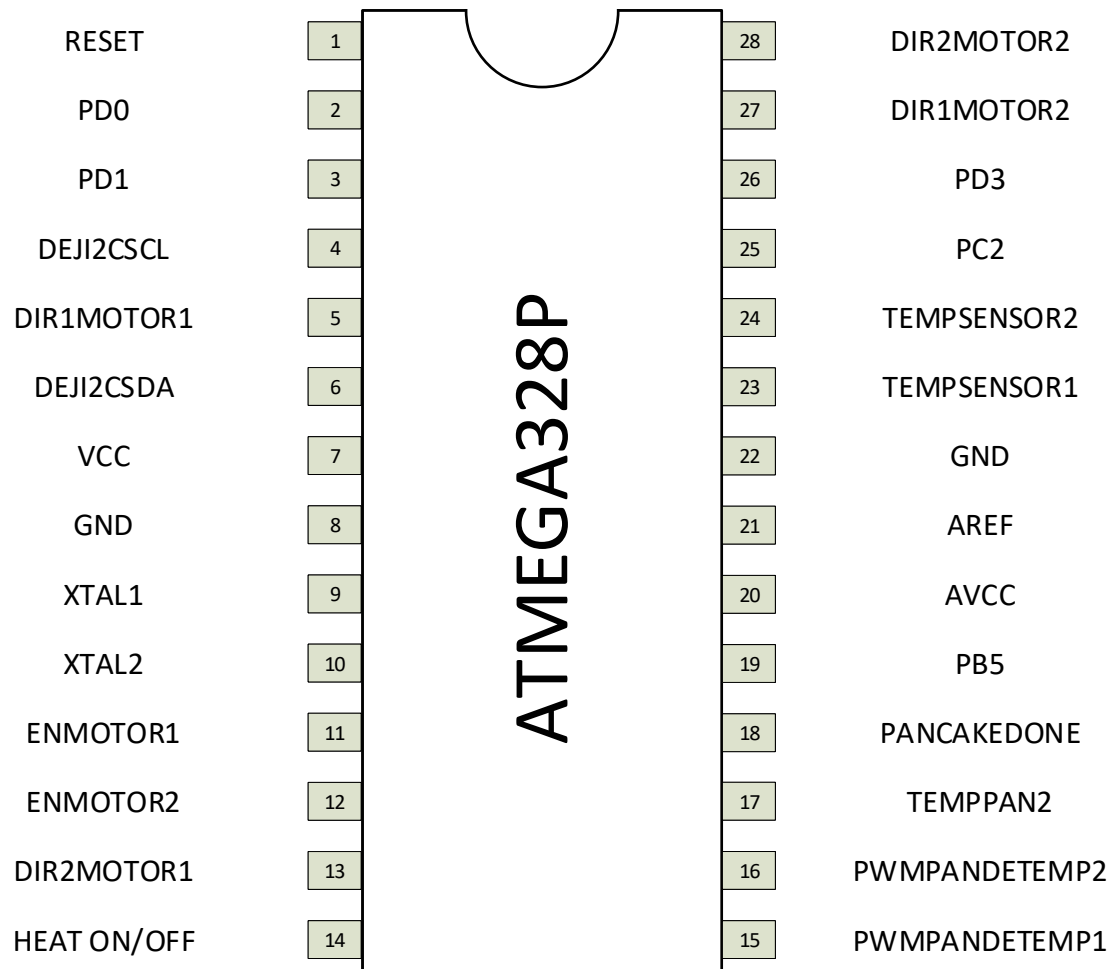 RESET 1 28 DIR2MOTOR2
PD0 2 27 DIR1MOTOR2
PD1 3 26 PD3
DEJI2CSCL 4 25 PC2
DIR1MOTOR1 5 24 TEMPSENSOR2
DEJI2CSDA 6 23 TEMPSENSOR1
VCC 7 22 GND
GND 8 21 AREF
XTAL1 9 20 AVCC
XTAL2 10 19 PB5
ENMOTOR1 11 18 PANCAKEDONE
ENMOTOR2 12 17 TEMPPAN2
DIR2MOTOR1 13 16 PWMPANDETEMP2
HEAT ON/OFF 14 15 PWMPANDETEMP1
ATMEGA328P